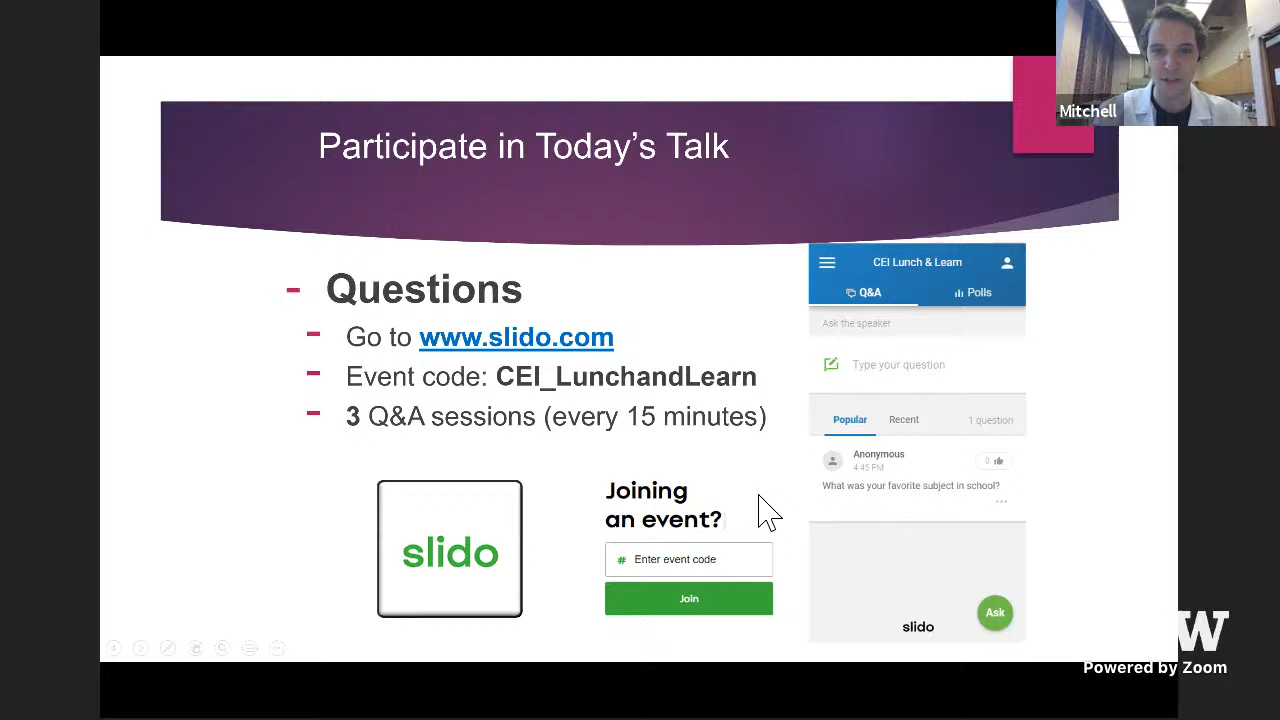 Mitchell
Participate in Today's Talk
- Questions
- Go to www.slido.com
- Event code: CEI_LunchandLearn
- 3 Q&A sessions (every 15 minutes)
slido
Joining
an event?
# Enter event code
Join
CEI Lunch & Learn
Q&A Polls
Ask the speaker
Type your question
Popular Recent 1 question
Anonymous
4:45 PM
0
What was your favorite subject in school?
Ask
slido
W
Powered by Zoom